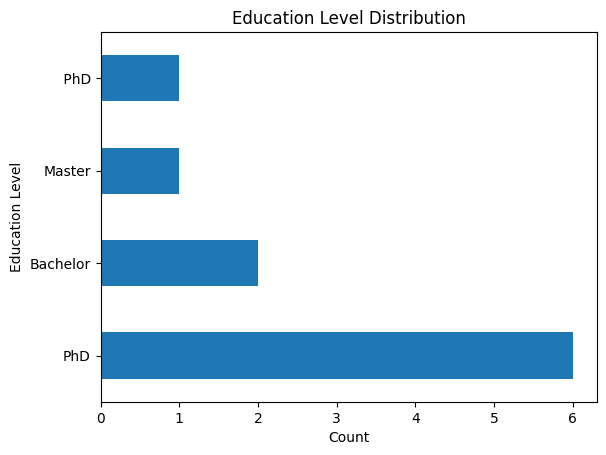 Education Level Distribution
PhD
Master
Bachelor
PhD
Education Level
0 1 2 3 4 5 6
Count